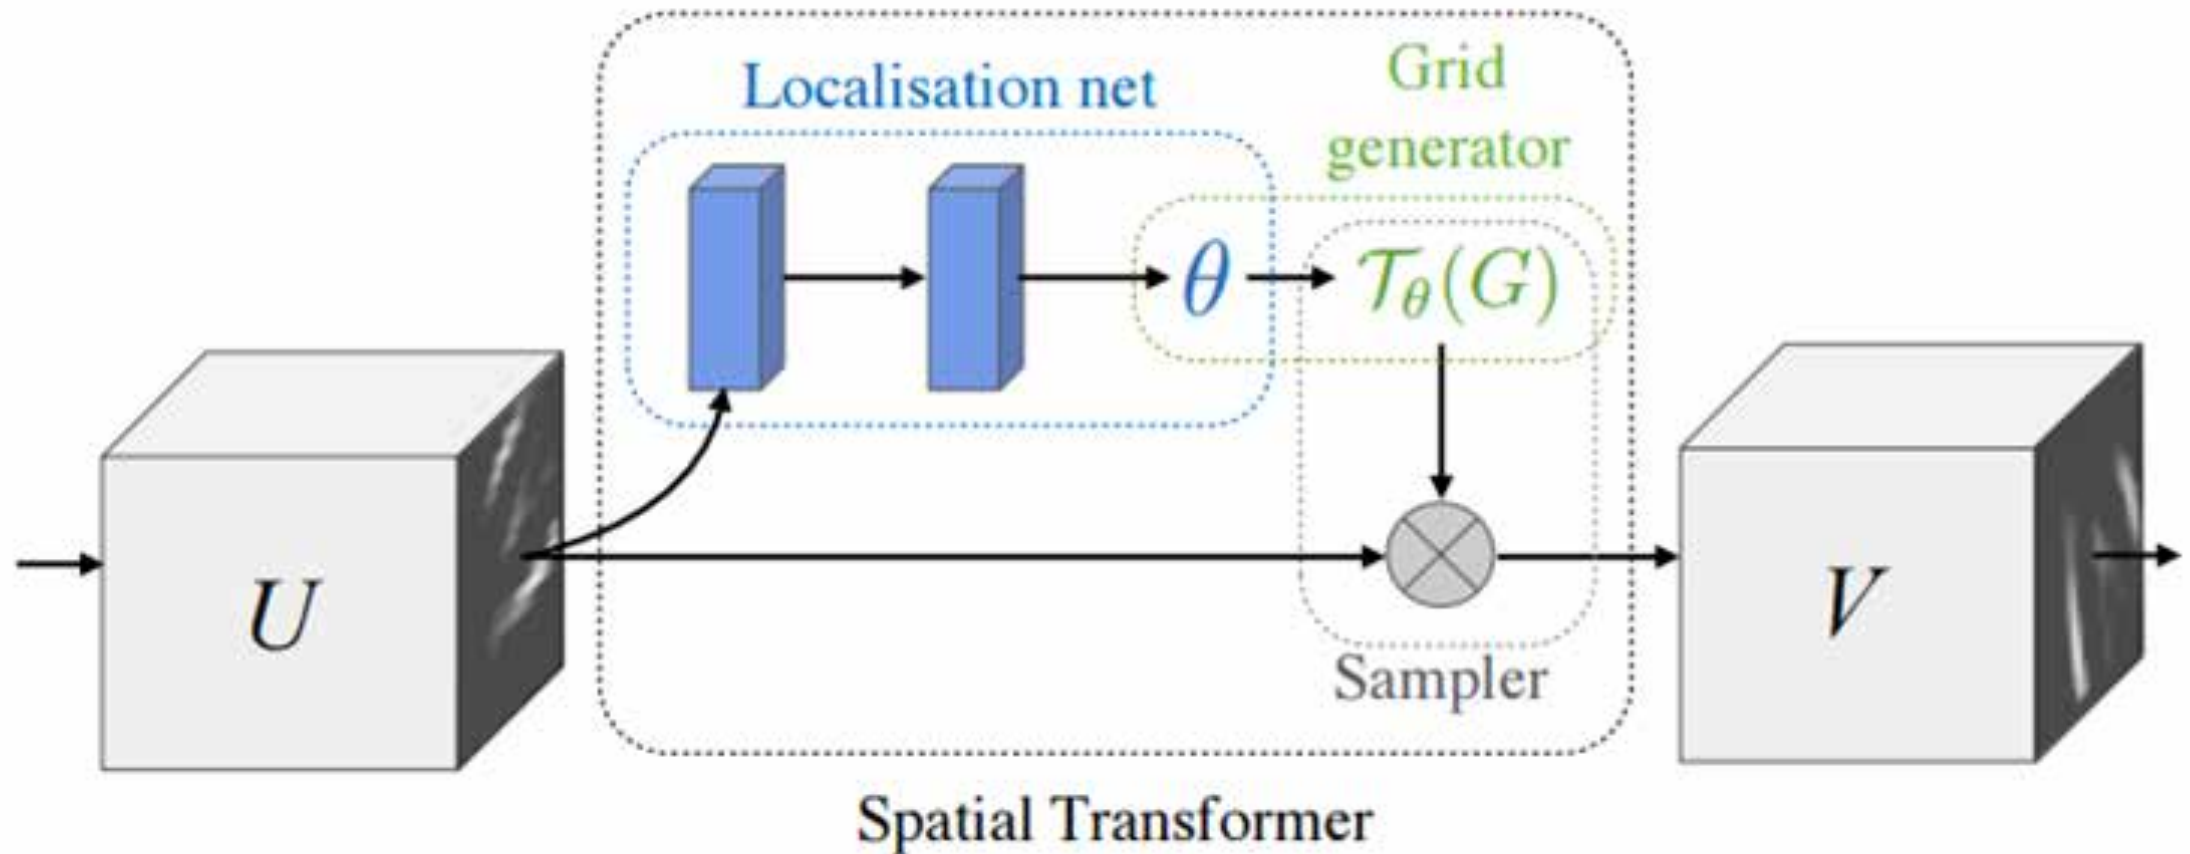 Localisation net
Grid
generator
θ
𝒯θ(G)
U
V
Sampler
Spatial Transformer